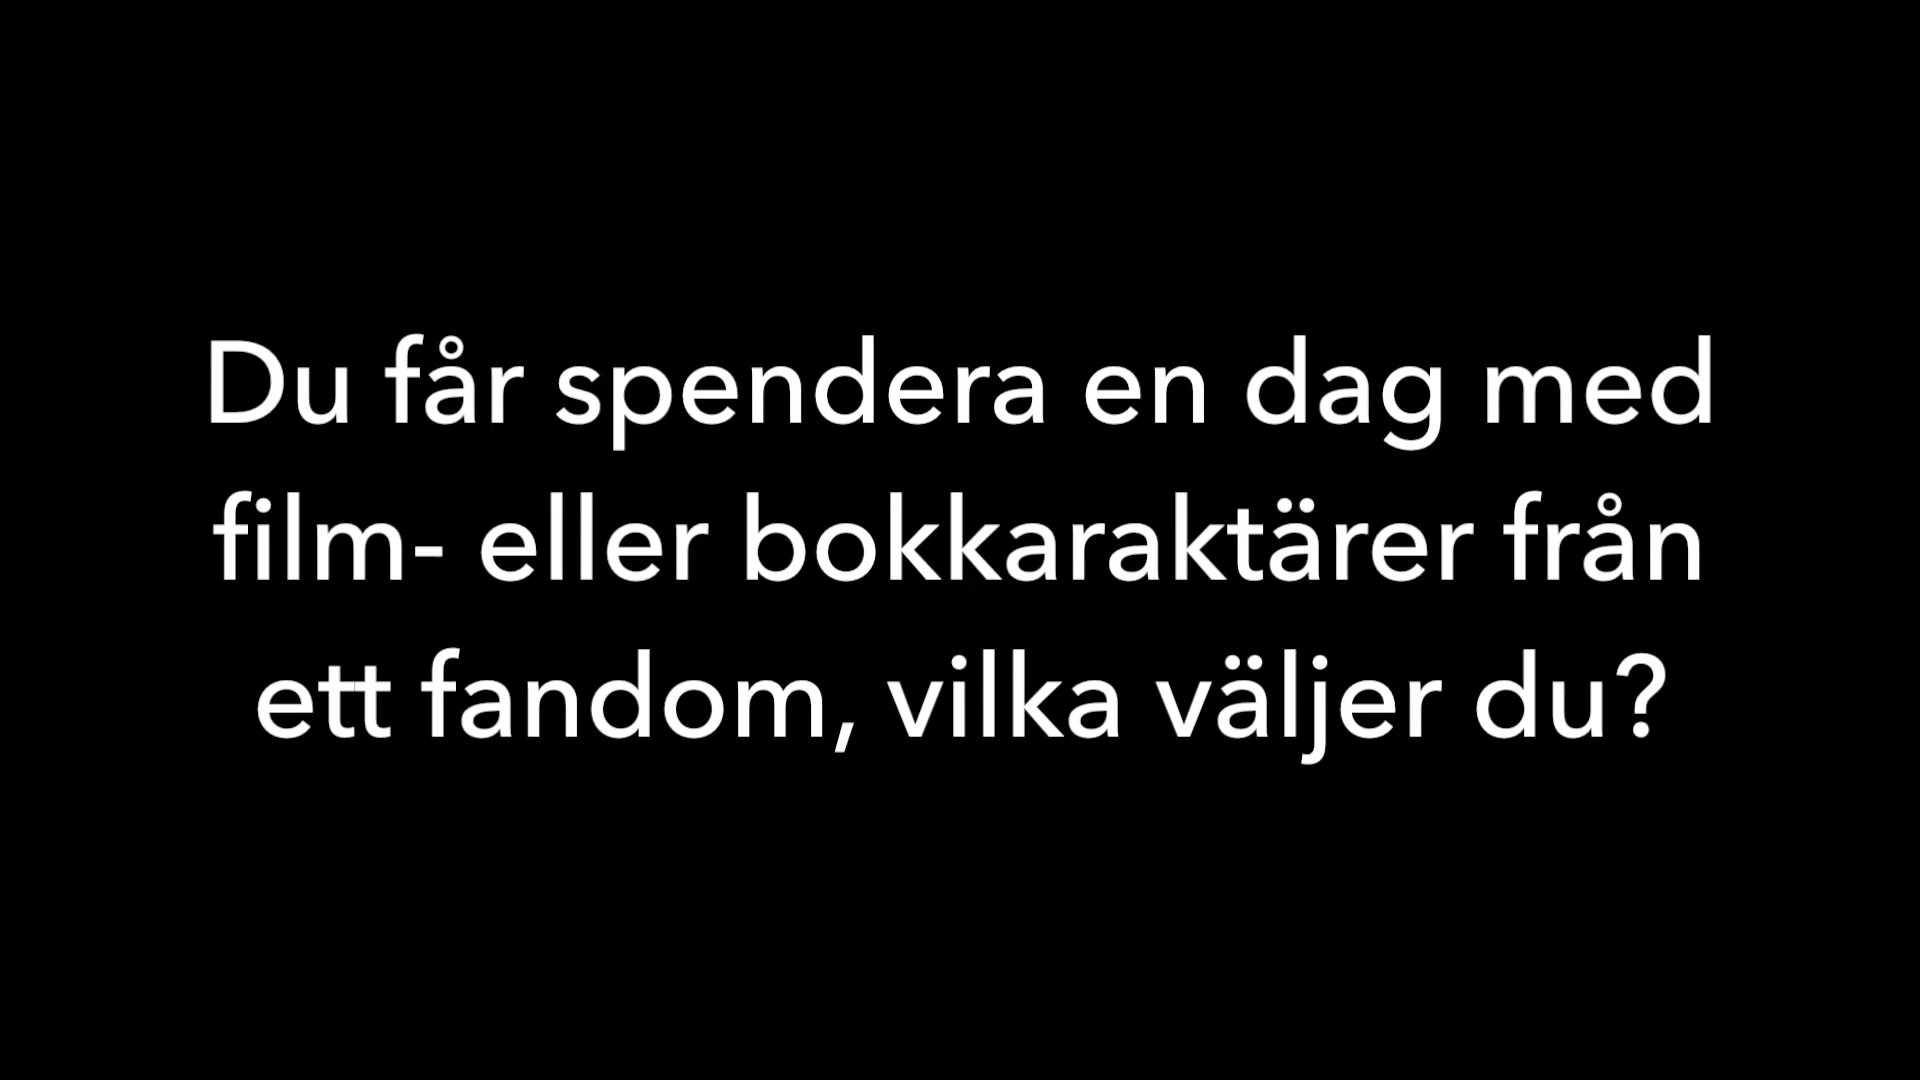 Du får spendera en dag med
film- eller bokkaraktärer från
ett fandom, vilka väljer du?